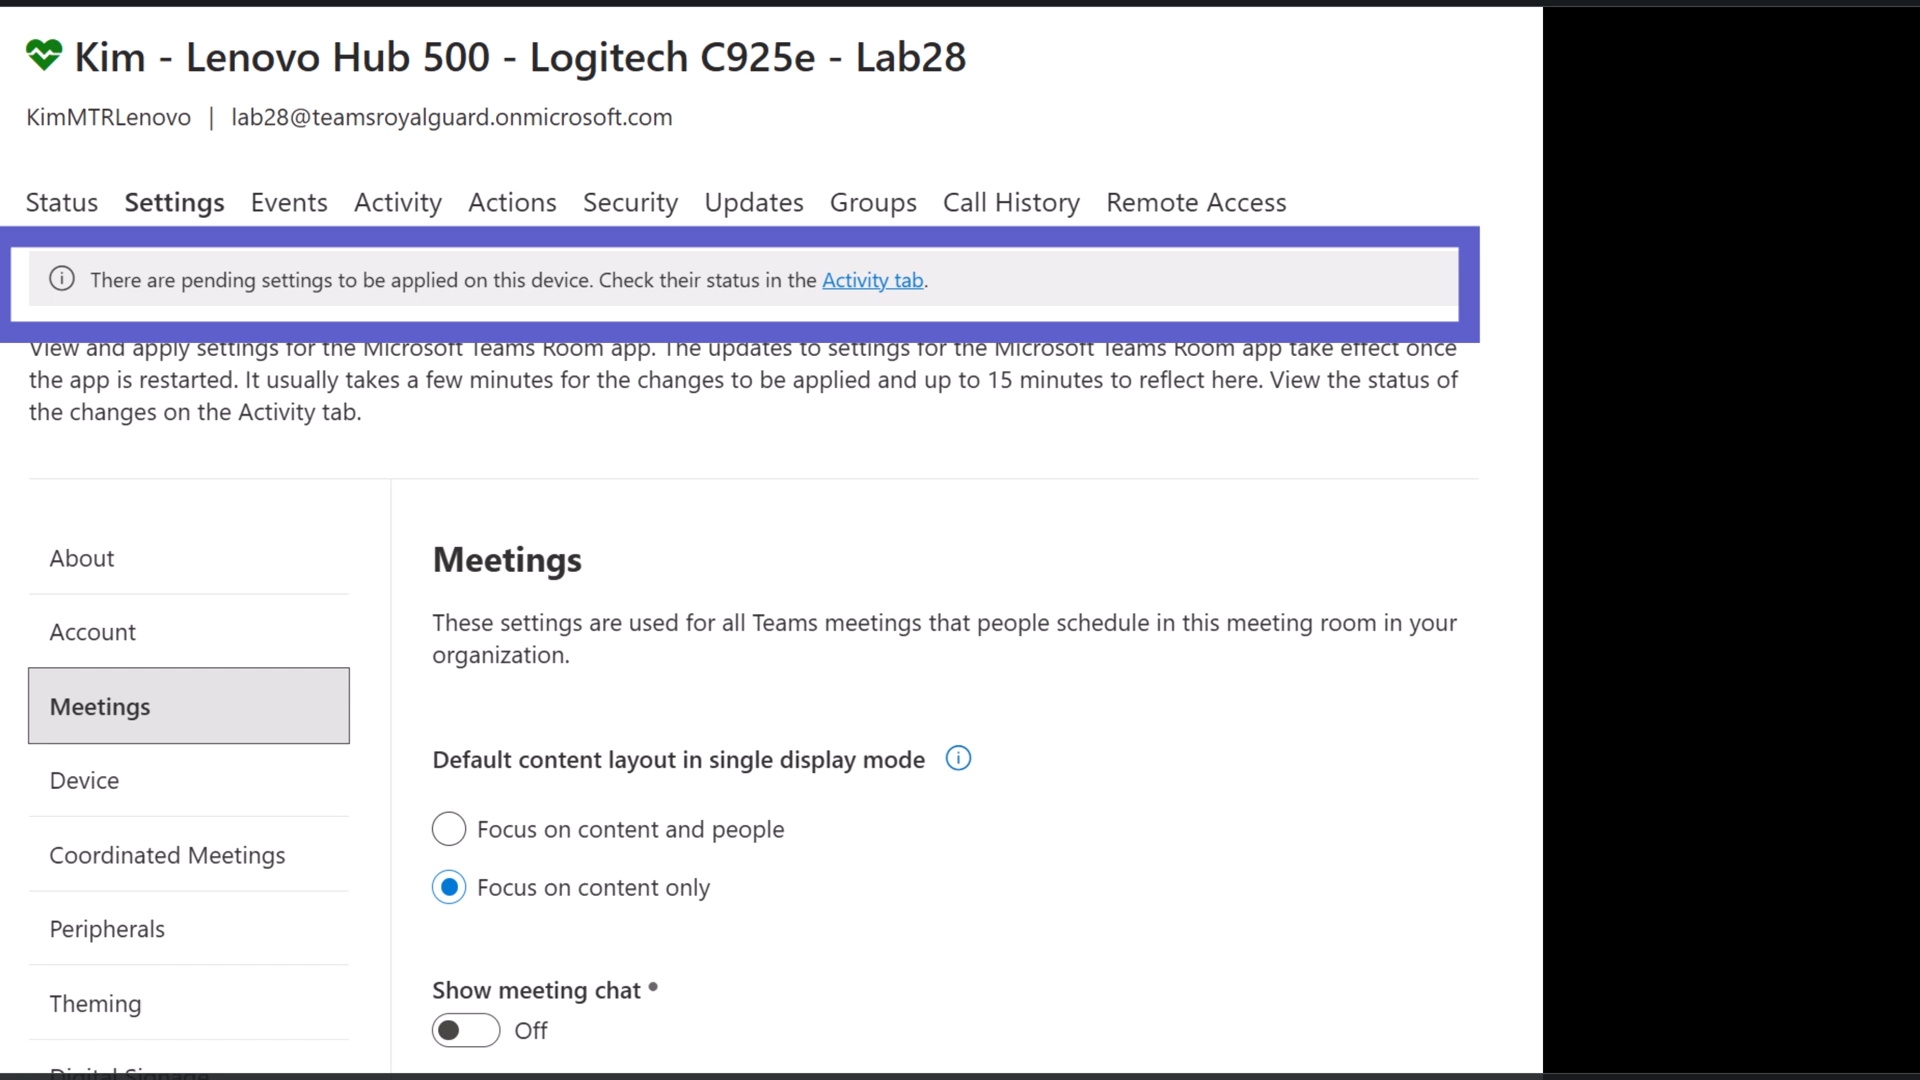 Kim - Lenovo Hub 500 - Logitech C925e - Lab28
KimMTRLenovo | lab28@teamsroyalguard.onmicrosoft.com
Status Settings Events Activity Actions Security Updates Groups Call History Remote Access
There are pending settings to be applied on this device. Check their status in the Activity tab.
View and apply settings for the Microsoft Teams Room app. The updates to settings for the Microsoft Teams Room app take effect once
the app is restarted. It usually takes a few minutes for the changes to be applied and up to 15 minutes to reflect here. View the status of
the changes on the Activity tab.
About
Account
Meetings
Device
Coordinated Meetings
Peripherals
Theming
Digital Signage
Meetings
These settings are used for all Teams meetings that people schedule in this meeting room in your
organization.
Default content layout in single display mode
Focus on content and people
Focus on content only
Show meeting chat •
Off